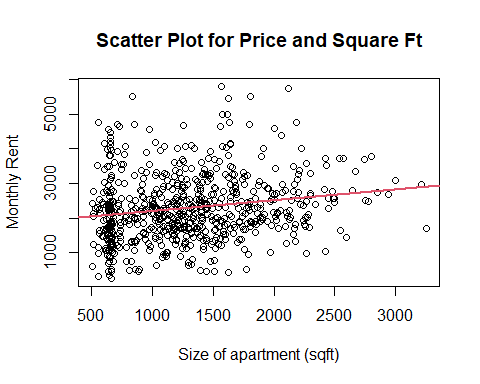 Scatter Plot for Price and Square Ft
Monthly Rent
5000
3000
1000
500 1000 1500 2000 2500 3000
Size of apartment (sqft)